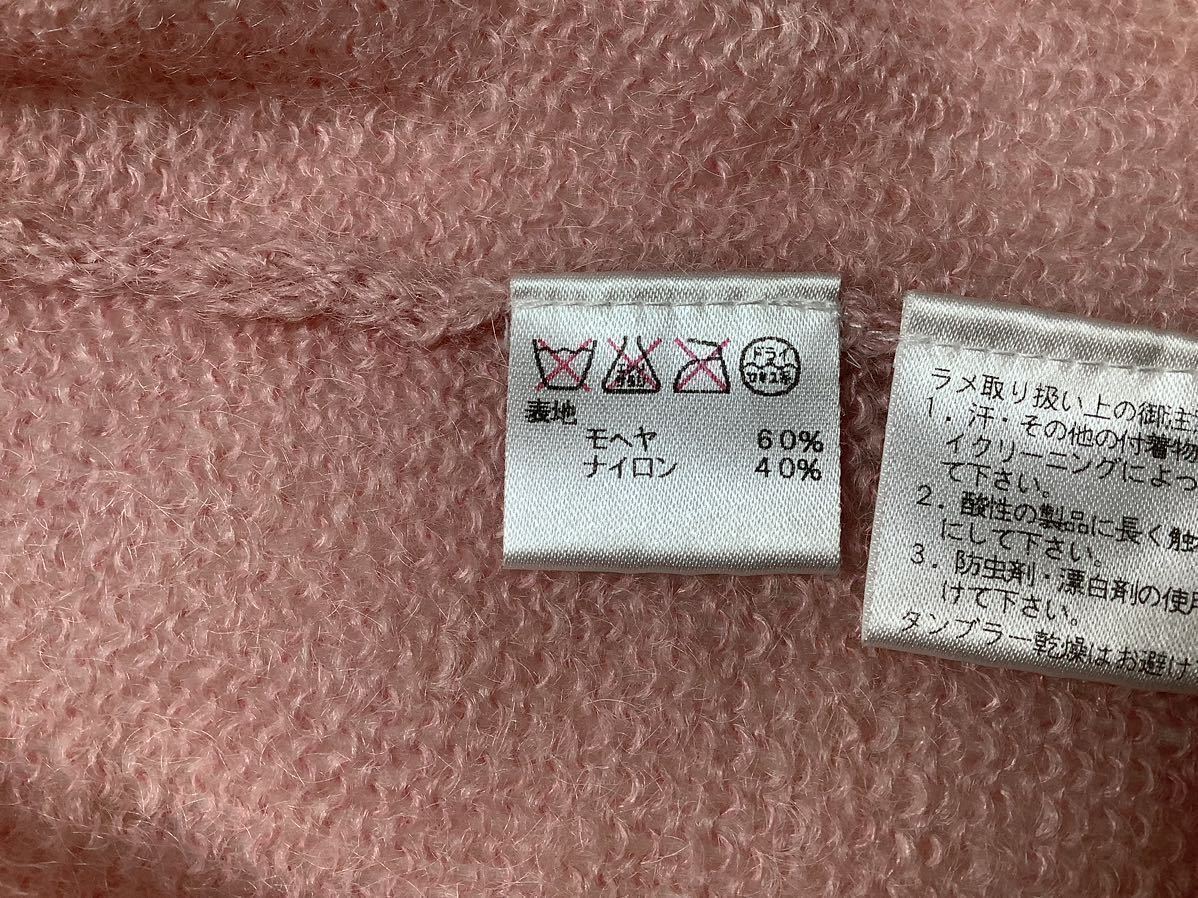 ドライ
セキユ系
表地
モヘヤ 60%
ナイロン 40%
ラメ取り扱い上の御注
1．汗・その他の付着物
イクリーニングによっ
て下さい。
2．酸性の製品に長く触
にして下さい。
3．防虫剤・漂白剤の使用
けて下さい。
タンブラー乾燥はお避け